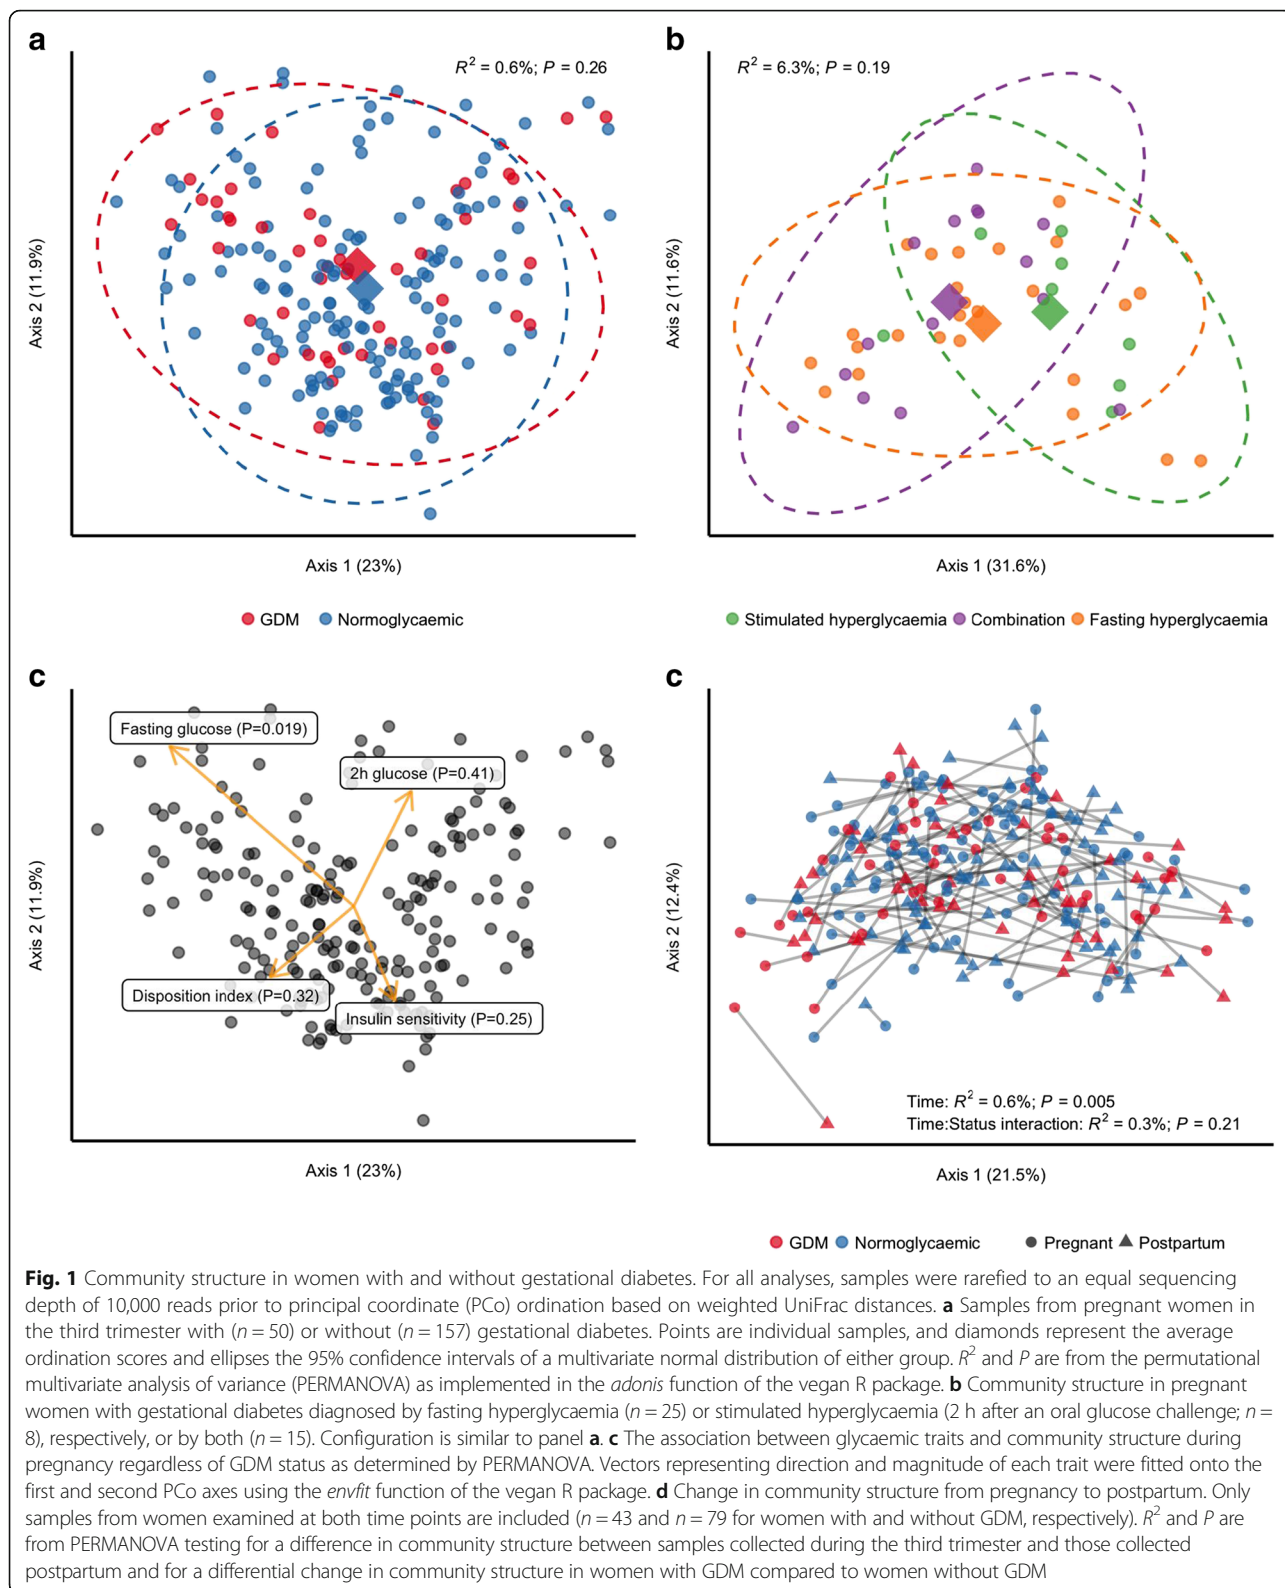 a
R² = 0.6%; P = 0.26
Axis 2 (11.9%)
Axis 1 (23%)
GDM Normoglycaemic
b
R² = 6.3%; P = 0.19
Axis 2 (11.6%)
Axis 1 (31.6%)
Stimulated hyperglycaemia Combination Fasting hyperglycaemia
c
Fasting glucose (P=0.019)
2h glucose (P=0.41)
Disposition index (P=0.32)
Insulin sensitivity (P=0.25)
Axis 2 (11.9%)
Axis 1 (23%)
c
Axis 2 (12.4%)
Time: R² = 0.6%; P = 0.005
Time:Status interaction: R² = 0.3%; P = 0.21
Axis 1 (21.5%)
GDM Normoglycaemic Pregnant Postpartum
Fig. 1 Community structure in women with and without gestational diabetes. For all analyses, samples were rarefied to an equal sequencing
depth of 10,000 reads prior to principal coordinate (PCo) ordination based on weighted UniFrac distances. a Samples from pregnant women in
the third trimester with (n = 50) or without (n = 157) gestational diabetes. Points are individual samples, and diamonds represent the average
ordination scores and ellipses the 95% confidence intervals of a multivariate normal distribution of either group. R² and P are from the permutational
multivariate analysis of variance (PERMANOVA) as implemented in the adonis function of the vegan R package. b Community structure in pregnant
women with gestational diabetes diagnosed by fasting hyperglycaemia (n = 25) or stimulated hyperglycaemia (2 h after an oral glucose challenge; n =
8), respectively, or by both (n = 15). Configuration is similar to panel a. c The association between glycaemic traits and community structure during
pregnancy regardless of GDM status as determined by PERMANOVA. Vectors representing direction and magnitude of each trait were fitted onto the
first and second PCo axes using the envfit function of the vegan R package. d Change in community structure from pregnancy to postpartum. Only
samples from women examined at both time points are included (n = 43 and n = 79 for women with and without GDM, respectively). R² and P are
from PERMANOVA testing for a difference in community structure between samples collected during the third trimester and those collected
postpartum and for a differential change in community structure in women with GDM compared to women without GDM